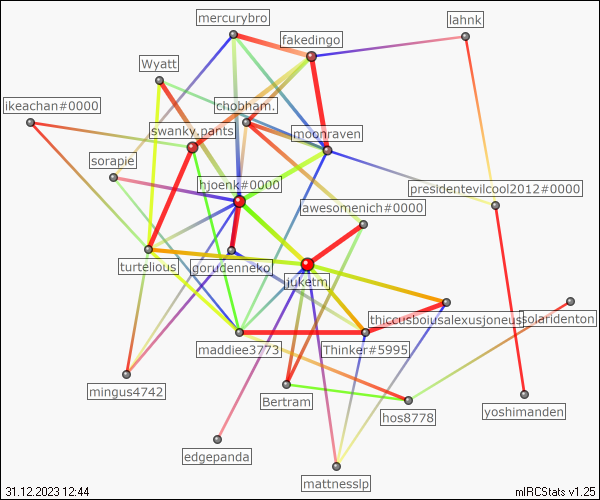 mercurybro
lahnk
fakedingo
Wyatt
ikeachan#0000
chobham.
swanky.pants
moonraven
sorapie
hjoenk#0000
presidentevilcool2012#0000
awesomenich#0000
turtelious
gorudenneko
jjuketm
thiccusboiusalexusjoneus
solaridenton
maddiee3773
Thinker#5995
mingus4742
Bertram
hos8778
yoshimanden
edgepanda
mattnesslp
31.12.2023 12:44
mIRCStats v1.25